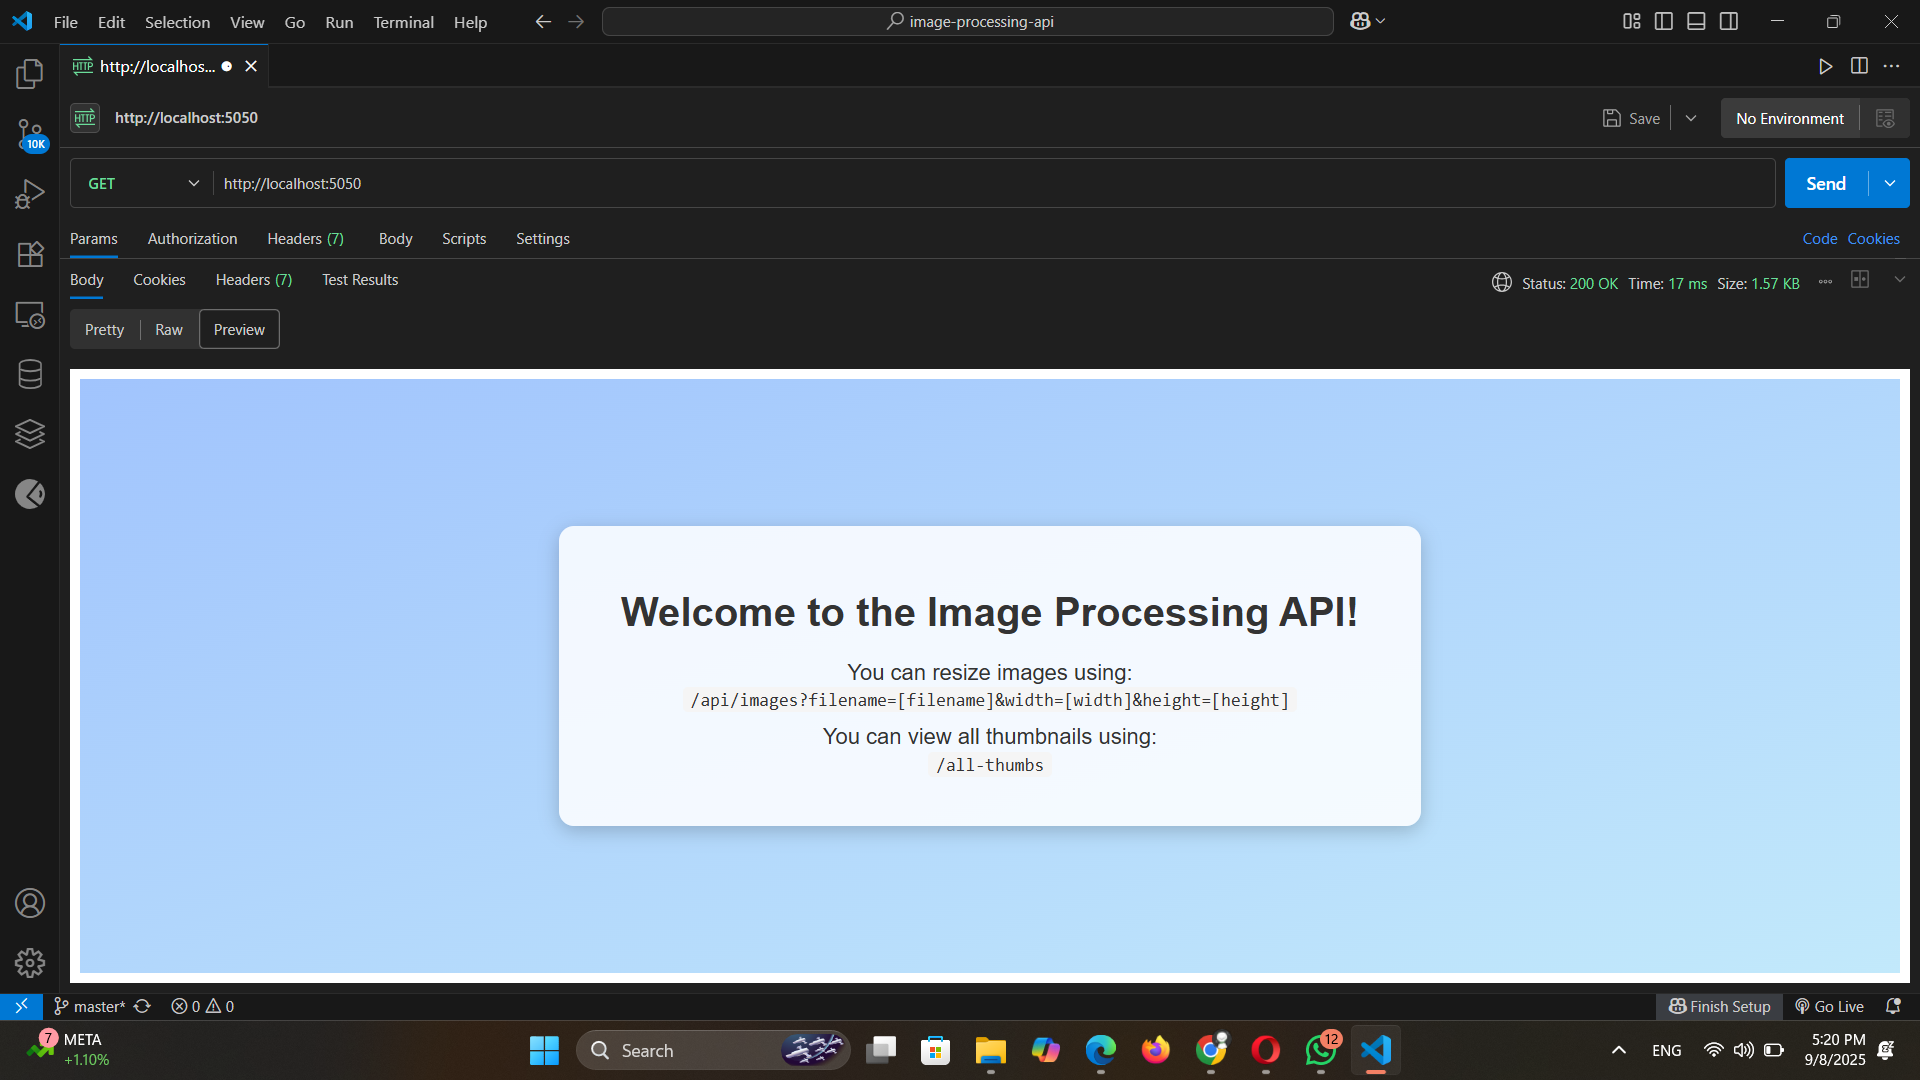 File Edit Selection View Go Run Terminal Help
image-processing-api
HTTP http://localhos...
HTTP http://localhost:5050
Save
No Environment
10K
GET
http://localhost:5050
Send
Params Authorization Headers (7) Body Scripts Settings
Code Cookies
Body Cookies Headers (7) Test Results
Status: 200 OK Time: 17 ms Size: 1.57 KB
Pretty Raw Preview
Welcome to the Image Processing API!
You can resize images using:
/api/images?filename=[filename]&width=[width]&height=[height]
You can view all thumbnails using:
/all-thumbs
master* 0 0
Finish Setup Go Live
7 META
+1.10%
Search
12
ENG
5:20 PM
9/8/2025